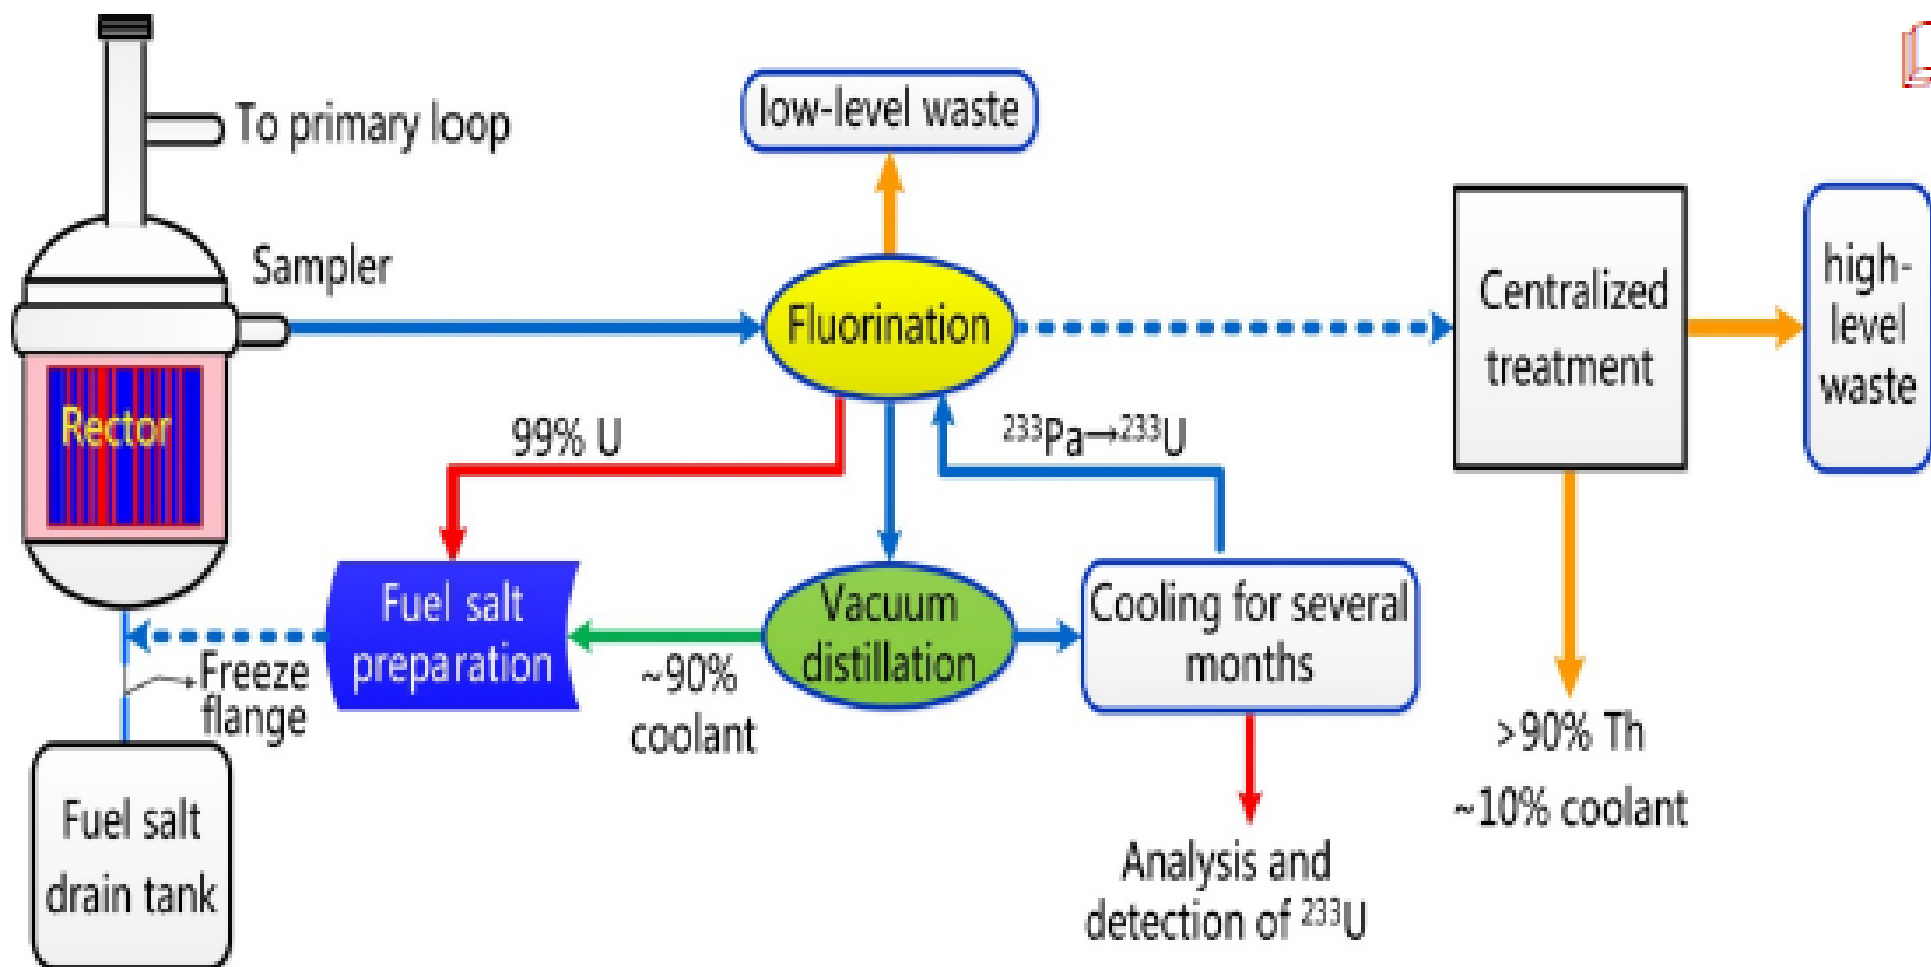 To primary loop
Sampler
Rector
low-level waste
Fluorination
Centralized
treatment
high-
level
waste
99% U
²³³Pa→²³³U
Fuel salt
preparation
~90%
coolant
Vacuum
distillation
Cooling for several
months
Freeze
flange
Fuel salt
drain tank
>90% Th
~10% coolant
Analysis and
detection of ²³³U